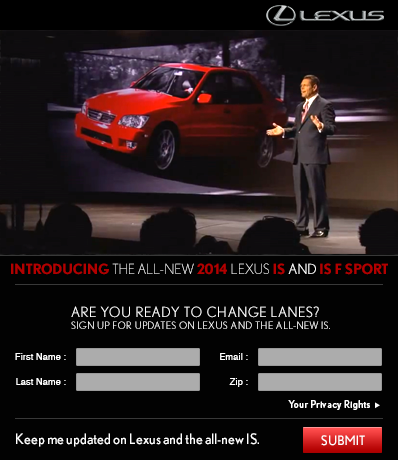 LEXUS
INTRODUCING THE ALL-NEW 2014 LEXUS IS AND IS F SPORT
ARE YOU READY TO CHANGE LANES?
SIGN UP FOR UPDATES ON LEXUS AND THE ALL-NEW IS.
First Name : Email :
Last Name : Zip :
Your Privacy Rights ►
Keep me updated on Lexus and the all-new IS. SUBMIT